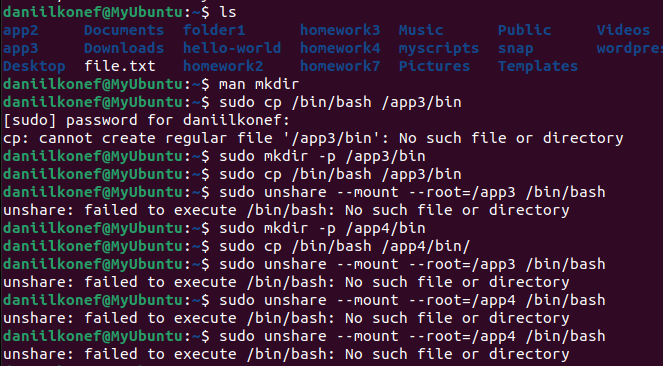 daniilkonef@MyUbuntu:~$ ls
app2 Documents folder1 homework3 Music Public Videos
app3 Downloads hello-world homework4 myscripts snap wordpres
Desktop file.txt homework2 homework7 Pictures Templates
daniilkonef@MyUbuntu:~$ man mkdir
daniilkonef@MyUbuntu:~$ sudo cp /bin/bash /app3/bin
[sudo] password for daniilkonef:
cp: cannot create regular file '/app3/bin': No such file or directory
daniilkonef@MyUbuntu:~$ sudo mkdir -p /app3/bin
daniilkonef@MyUbuntu:~$ sudo cp /bin/bash /app3/bin
daniilkonef@MyUbuntu:~$ sudo unshare --mount --root=/app3 /bin/bash
unshare: failed to execute /bin/bash: No such file or directory
daniilkonef@MyUbuntu:~$ sudo mkdir -p /app4/bin
daniilkonef@MyUbuntu:~$ sudo cp /bin/bash /app4/bin/
daniilkonef@MyUbuntu:~$ sudo unshare --mount --root=/app3 /bin/bash
unshare: failed to execute /bin/bash: No such file or directory
daniilkonef@MyUbuntu:~$ sudo unshare --mount --root=/app4 /bin/bash
unshare: failed to execute /bin/bash: No such file or directory
daniilkonef@MyUbuntu:~$ sudo unshare --mount --root=/app4 /bin/bash
unshare: failed to execute /bin/bash: No such file or directory